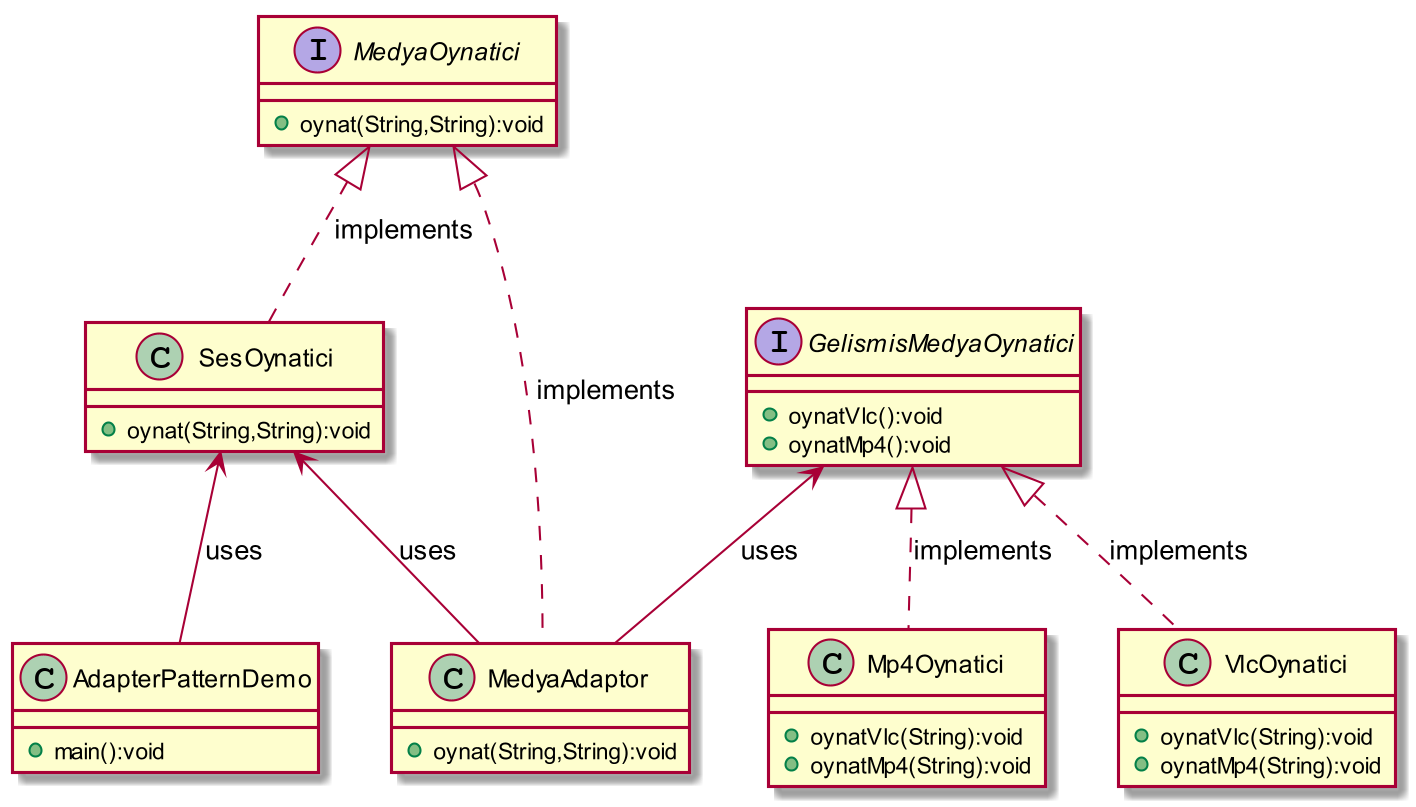 I MedyaOynatici
oynat(String,String):void
implements
C SesOynatici
oynat(String,String):void
implements
I GelismisMedyaOynatici
oynatVlc():void
oynatMp4():void
uses
uses
uses
implements
implements
C AdapterPatternDemo
main():void
C MedyaAdaptor
oynat(String,String):void
C Mp4Oynatici
oynatVlc(String):void
oynatMp4(String):void
C VlcOynatici
oynatVlc(String):void
oynatMp4(String):void